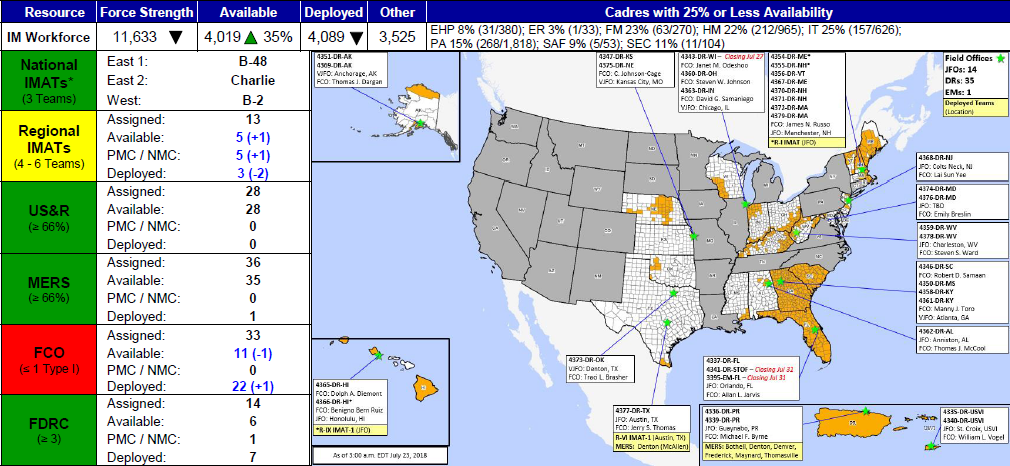 Resource Force Strength Available Deployed Other Cadres with 25% or Less Availability
IM Workforce 11,633 ▼ 4,019 ▲ 35% 4,089 ▼ 3,525
EHP 8% (31/380); ER 3% (1/33); FM 23% (63/270); HM 22% (212/965); IT 25% (157/626);
PA 15% (268/1,818); SAF 9% (5/53); SEC 11% (11/104)
National
IMATs*
(3 Teams)
East 1: B-48
East 2: Charlie
West: B-2
Regional
IMATs
(4 - 6 Teams)
Assigned: 13
Available: 5 (+1)
PMC / NMC: 5 (+1)
Deployed: 3 (-2)
US&R
(≥ 66%)
Assigned: 28
Available: 28
PMC / NMC: 0
Deployed: 0
MERS
(≥ 66%)
Assigned: 36
Available: 35
PMC / NMC: 0
Deployed: 1
FCO
(≤ 1 Type I)
Assigned: 33
Available: 11 (-1)
PMC / NMC: 0
Deployed: 22 (+1)
FDRC
(≥ 3)
Assigned: 14
Available: 6
PMC / NMC: 1
Deployed: 7
4351-DR-AK
4369-DR-AK
VJFO: Anchorage, AK
FCO: Thomas J. Dargan
4347-DR-KS
4375-DR-NE
FCO: C. Johnson-Cage
VJFO: Kansas City, MO
4343-DR-WI – Closing Jul 27
FCO: Janet M. Odeshoo
4360-DR-OH
FCO: Steven W. Johnson
4363-DR-IN
FCO: David G. Samaniego
VJFO: Chicago, IL
4354-DR-ME*
4355-DR-NH*
4356-DR-VT
4367-DR-ME
4370-DR-NH
4371-DR-NH
4372-DR-MA
4379-DR-MA
FCO: James N. Russo
JFO: Manchester, NH
*R-I IMAT (JFO)
Field Offices
JFOs: 14
DRs: 35
EMs: 1
Deployed Teams
(Location)
4368-DR-NJ
JFO: Colts Neck, NJ
FCO: Lai Sun Yee
4374-DR-MD
4376-DR-MD
JFO: TBD
FCO: Emily Breslin
4359-DR-WV
4378-DR-WV
JFO: Charleston, WV
FCO: Steven S. Ward
4346-DR-SC
FCO: Robert D. Samaan
4350-DR-MS
4358-DR-KY
4361-DR-KY
FCO: Manny J. Toro
VJFO: Atlanta, GA
4362-DR-AL
JFO: Anniston, AL
FCO: Thomas J. McCool
4373-DR-OK
VJFO: Denton, TX
FCO: Traci L. Brasher
4337-DR-FL
4341-DR-STOF – Closing Jul 31
3395-EM-FL – Closing Jul 31
JFO: Orlando, FL
FCO: Allan L. Jarvis
4365-DR-HI
FCO: Dolph A. Diemont
4366-DR-HI*
FCO: Benigno Bern Ruiz
JFO: Honolulu, HI
*R-IX IMAT-1 (JFO)
4377-DR-TX
JFO: Austin, TX
FCO: Jerry S. Thomas
R-VI IMAT-1 (Austin, TX)
MERS: Denton (McAllen)
4336-DR-PR
4339-DR-PR
JFO: Guaynabo, PR
FCO: Michael F. Byrne
MERS: Bothell, Denton, Denver,
Frederick, Maynard, Thomasville
4335-DR-USVI
4340-DR-USVI
JFO: St. Croix, USVI
FCO: William L. Vogel
As of 3:00 a.m. EDT July 25, 2018